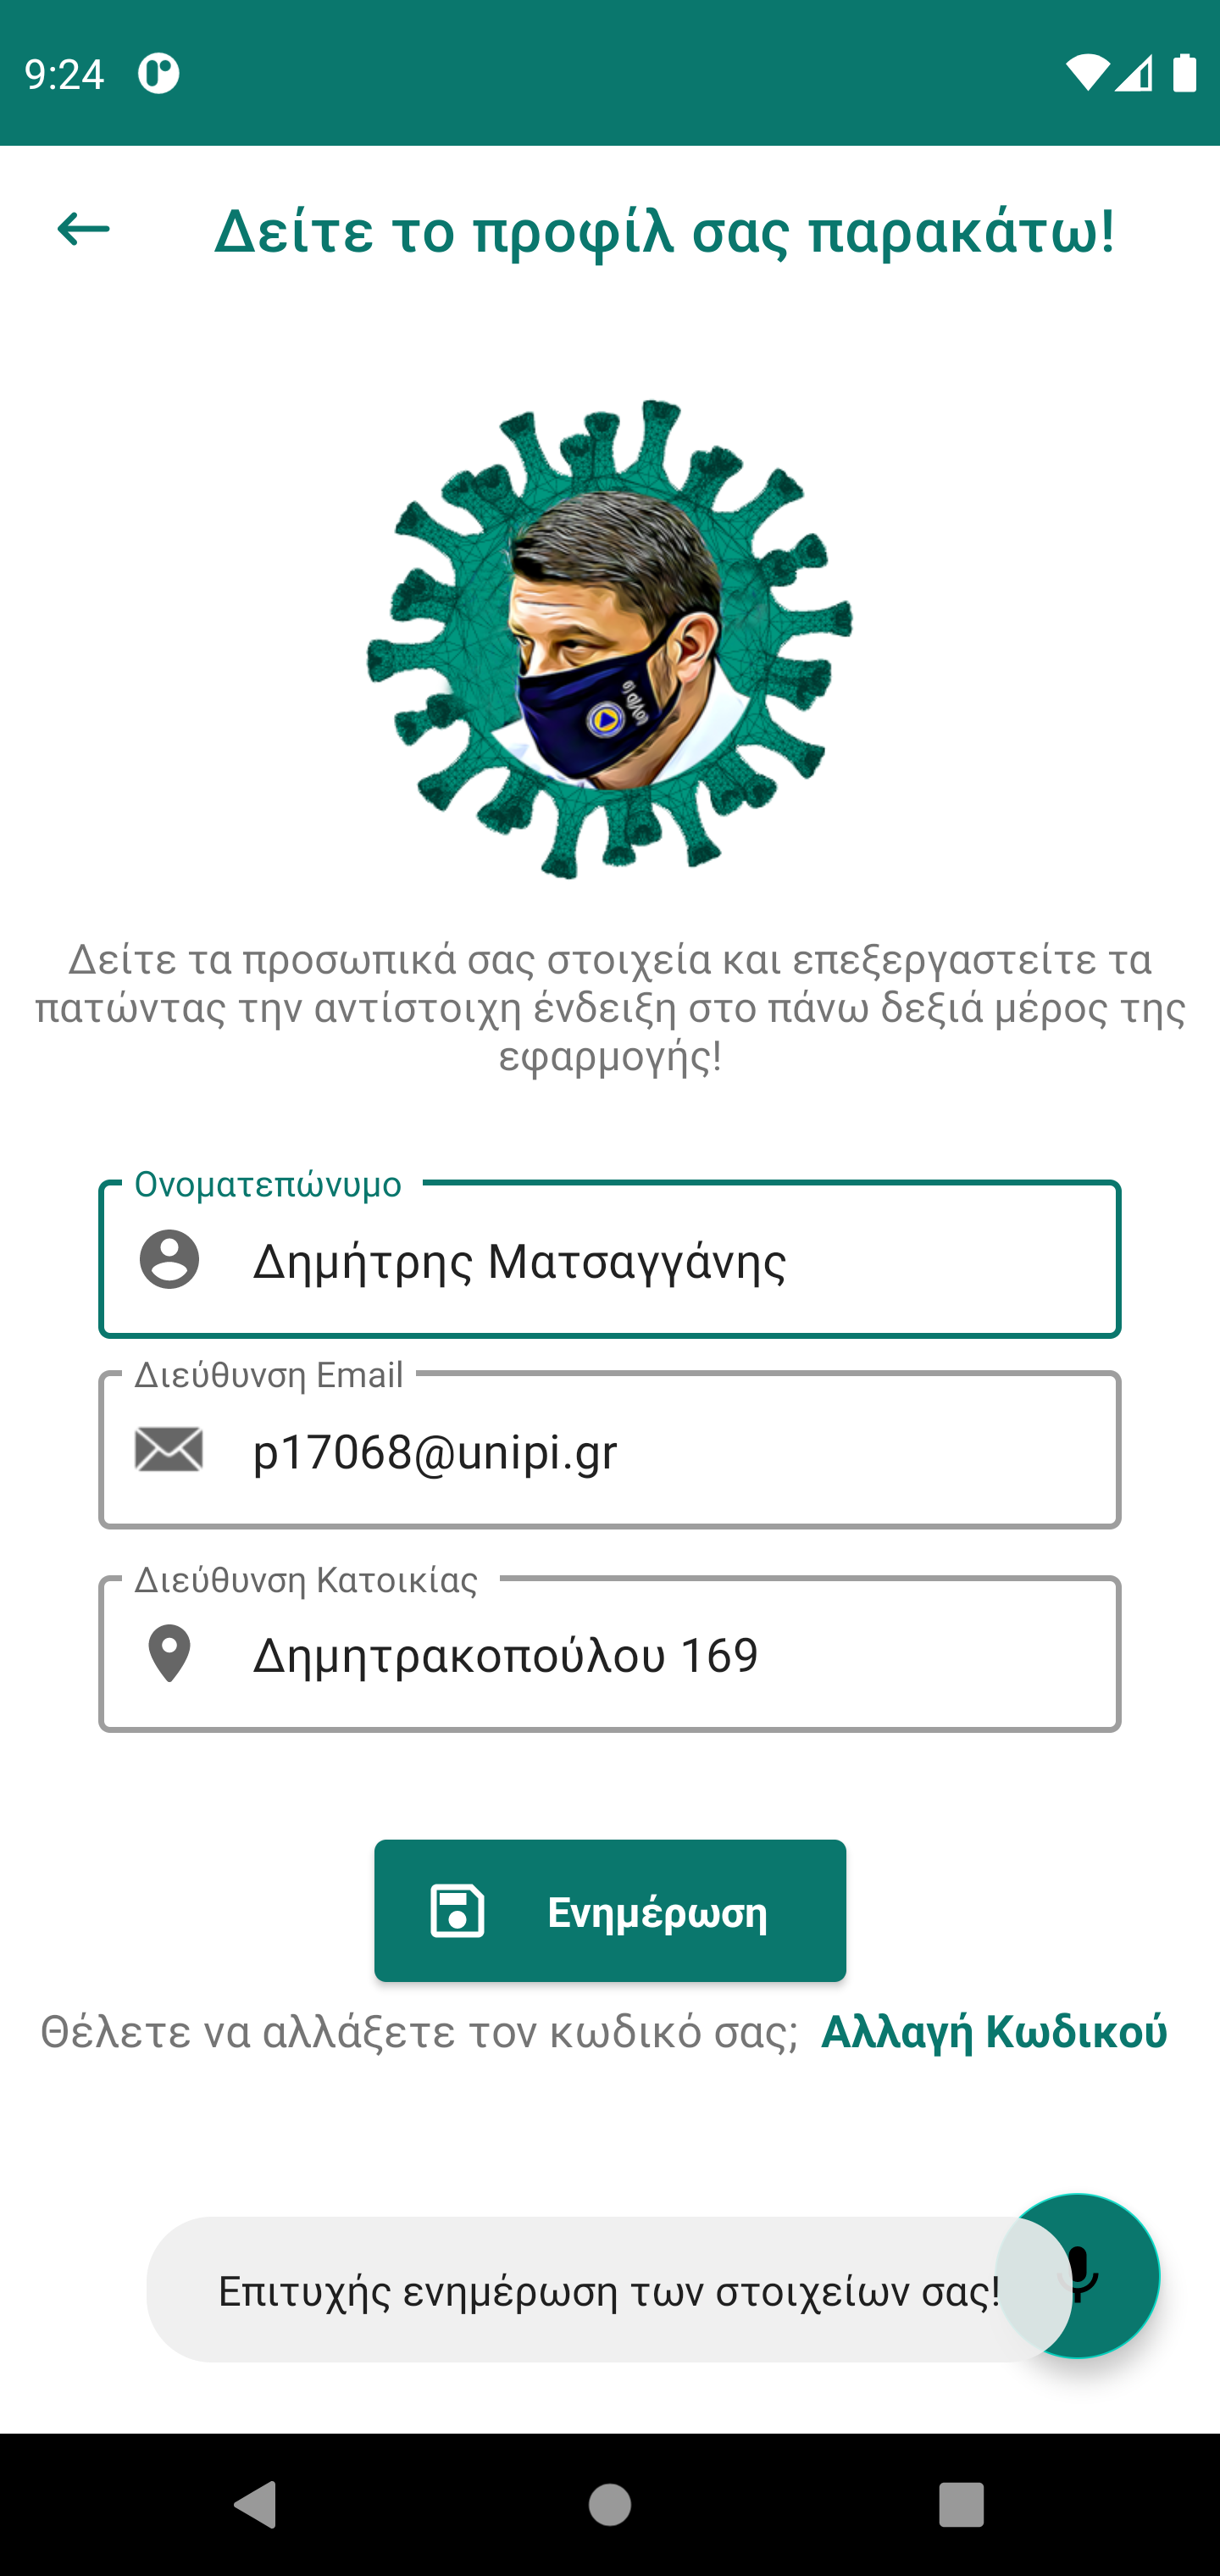 9:24
Δείτε το προφίλ σας παρακάτω!
Δείτε τα προσωπικά σας στοιχεία και επεξεργαστείτε τα
πατώντας την αντίστοιχη ένδειξη στο πάνω δεξιά μέρος της
εφαρμογής!
Ονοματεπώνυμο
Δημήτρης Ματσαγγάνης
Διεύθυνση Email
p17068@unipi.gr
Διεύθυνση Κατοικίας
Δημητρακοπούλου 169
Ενημέρωση
Θέλετε να αλλάξετε τον κωδικό σας; Αλλαγή Κωδικού
Επιτυχής ενημέρωση των στοιχείων σας!